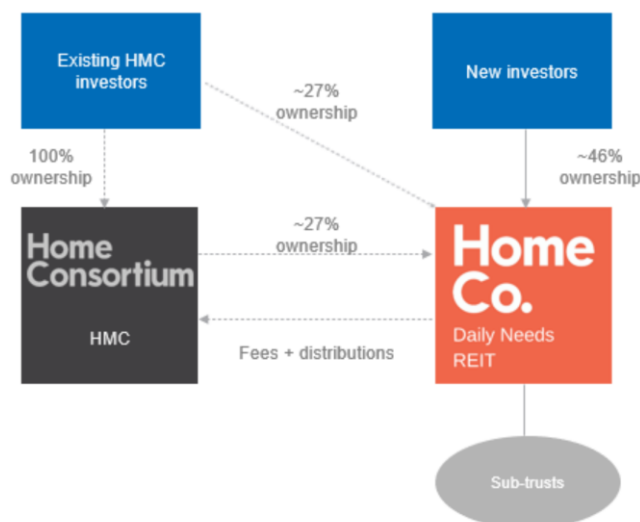 Existing HMC
investors
New investors
~27%
ownership
100%
ownership
~46%
ownership
Home
Consortium
HMC
~27%
ownership
Home
Co.
Daily Needs
REIT
Fees + distributions
Sub-trusts